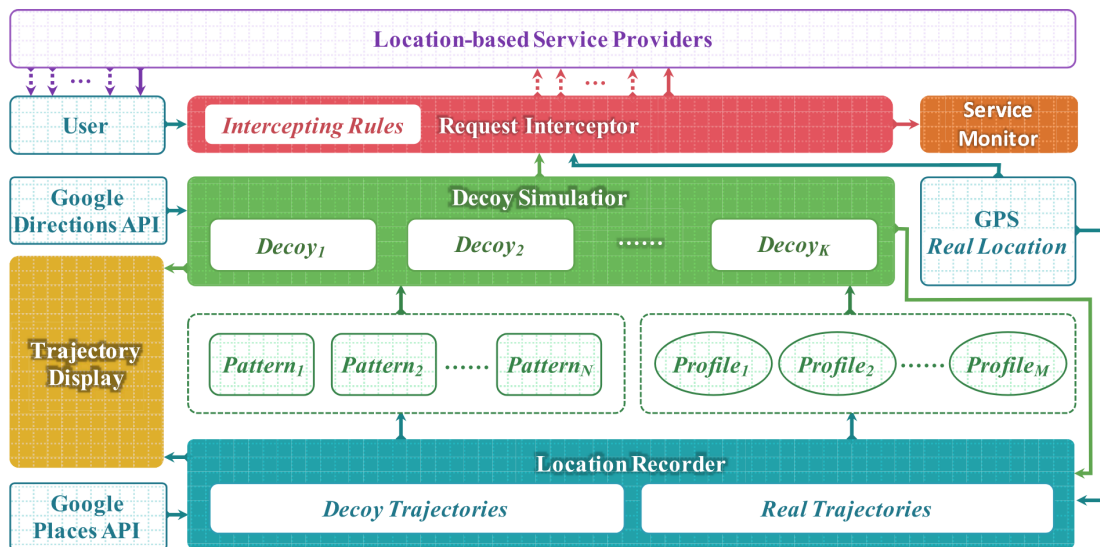 Location-based Service Providers
...
...
User
Intercepting Rules
Request Interceptor
Service
Monitor
Google
Directions API
Decoy Simulatior
Decoy1
Decoy2
......
DecoyK
GPS
Real Location
Trajectory
Display
Pattern1
Pattern2
......
PatternN
Profile1
Profile2
......
ProfileM
Location Recorder
Google
Places API
Decoy Trajectories
Real Trajectories